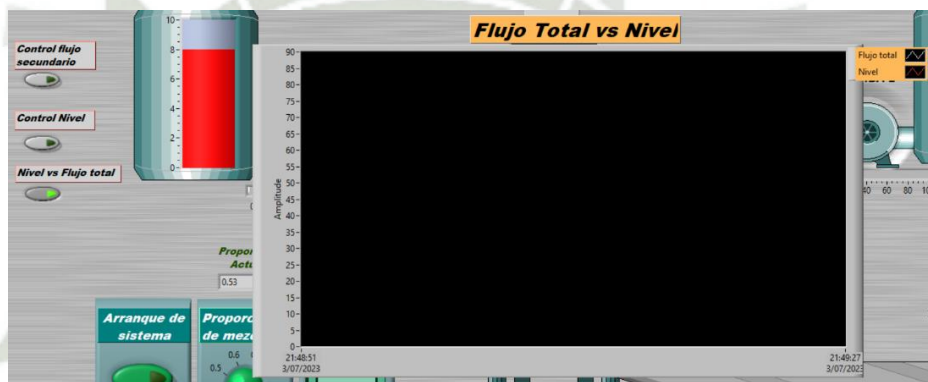 Flujo Total vs Nivel
Control flujo
secundario
Control Nivel
Nivel vs Flujo total
10
8
6
4
2
0
Amplitude
90
85
80
75
70
65
60
55
50
45
40
35
30
25
20
15
10
5
0
21:48:51
3/07/2023
21:49:27
3/07/2023
Flujo total
Nivel
40 60 80
0.53
Arranque de
sistema
0.5
0.6